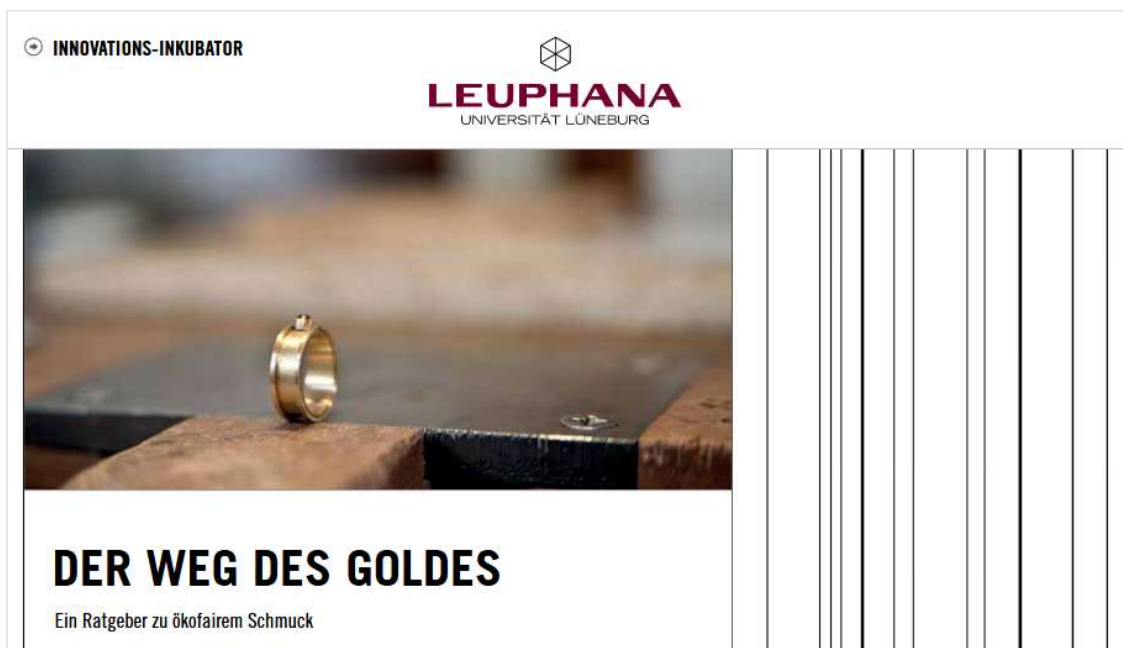 INNOVATIONS-INKUBATOR
LEUPHANA
UNIVERSITÄT LÜNEBURG
DER WEG DES GOLDES
Ein Ratgeber zu ökofairem Schmuck